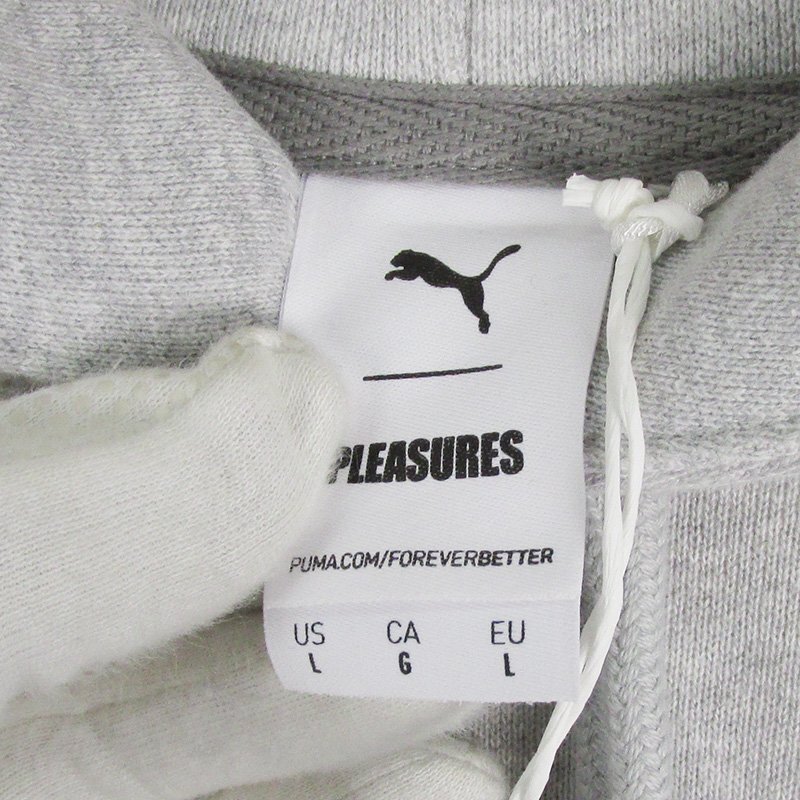 PLEASURES
PUMA.COM/FOREVERBETTER
US CA EU
L G L